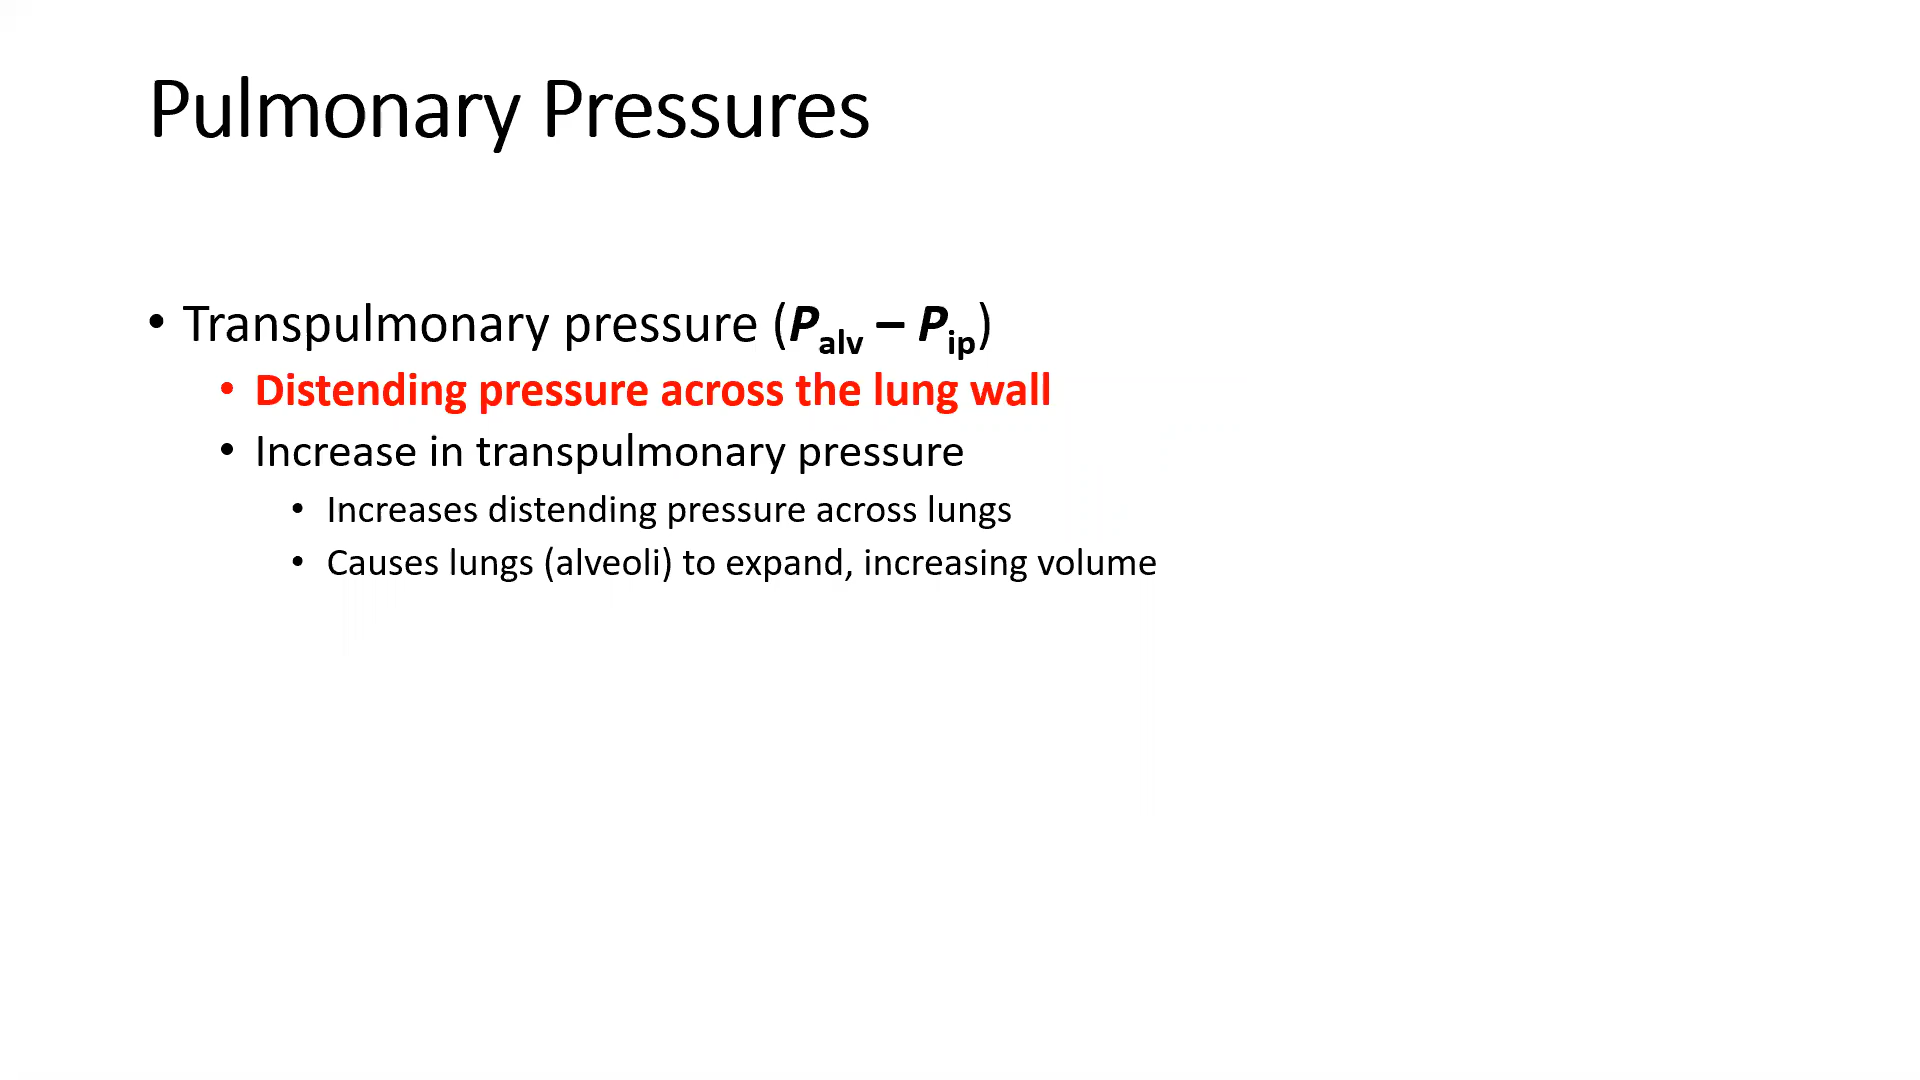 Pulmonary Pressures
• Transpulmonary pressure (Palv – Pip)
• Distending pressure across the lung wall
• Increase in transpulmonary pressure
• Increases distending pressure across lungs
• Causes lungs (alveoli) to expand, increasing volume